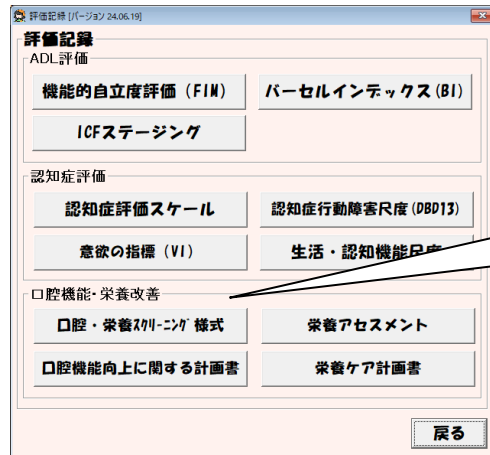 評価記録 [バージョン 24.06.19]
評価記録
ADL評価
機能的自立度評価(FIM) バーセルインデックス(BI)
ICFステージング
認知症評価
認知症評価スケール 認知症行動障害尺度(DBD13)
意欲の指標(VI) 生活・認知機能尺度
口腔機能・栄養改善
口腔・栄養スクリーニング様式 栄養アセスメント
口腔機能向上に関する計画書 栄養ケア計画書
戻る